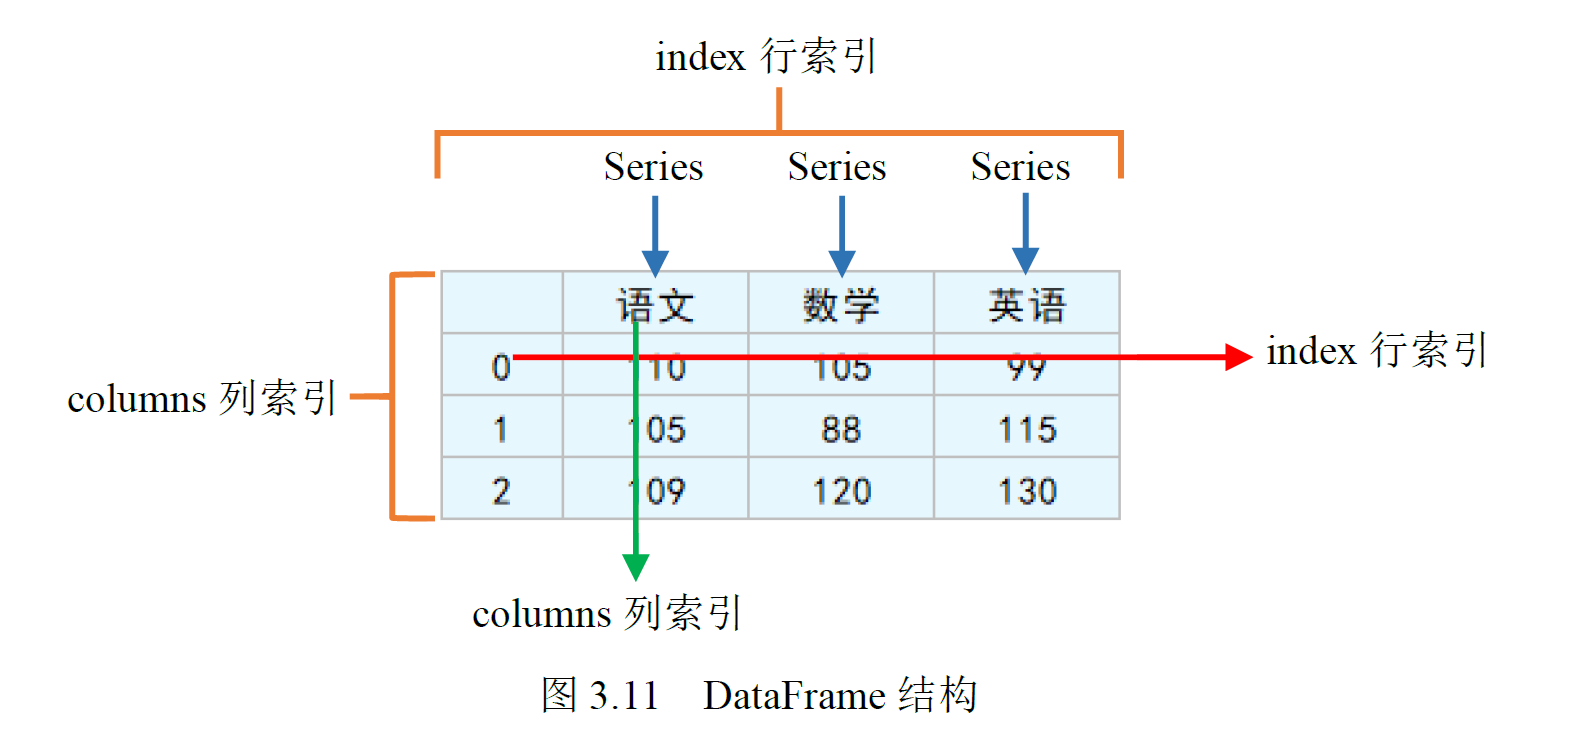 index 行索引
Series Series Series
语文 数学 英语
0 110 105 99
index 行索引
columns 列索引
1 105 88 115
2 109 120 130
columns 列索引
图 3.11 DataFrame 结构